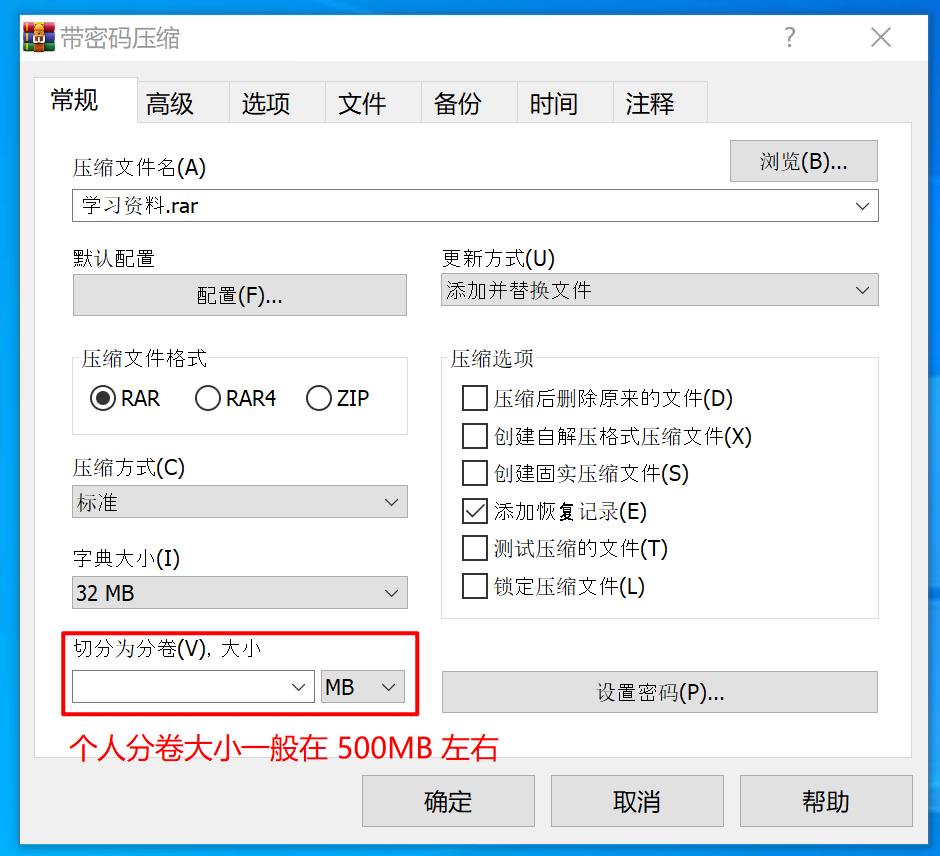 带密码压缩
?
常规 高级 选项 文件 备份 时间 注释
压缩文件名(A)
浏览(B)...
学习资料.rar
默认配置
配置(F)...
更新方式(U)
添加并替换文件
压缩文件格式
RAR RAR4 ZIP
压缩方式(C)
标准
字典大小(I)
32 MB
压缩选项
压缩后删除原来的文件(D)
创建自解压格式压缩文件(X)
创建固实压缩文件(S)
添加恢复记录(E)
测试压缩的文件(T)
锁定压缩文件(L)
切分为分卷(V), 大小
MB
设置密码(P)...
个人分卷大小一般在 500MB 左右
确定 取消 帮助